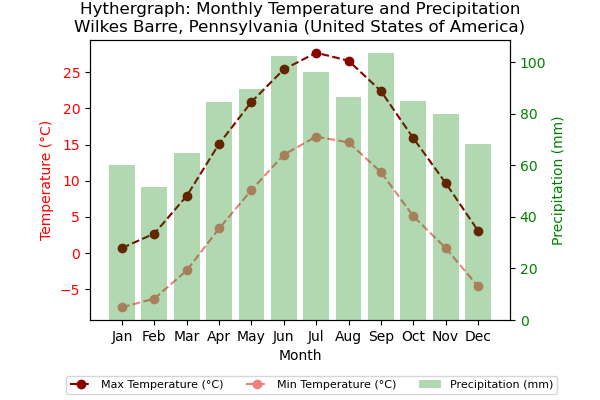 Hythergraph: Monthly Temperature and Precipitation
Wilkes Barre, Pennsylvania (United States of America)
Temperature (°C)
25
20
15
10
5
0
−5
100
80
60
40
20
0
Precipitation (mm)
Jan Feb Mar Apr May Jun Jul Aug Sep Oct Nov Dec
Month
Max Temperature (°C) Min Temperature (°C) Precipitation (mm)